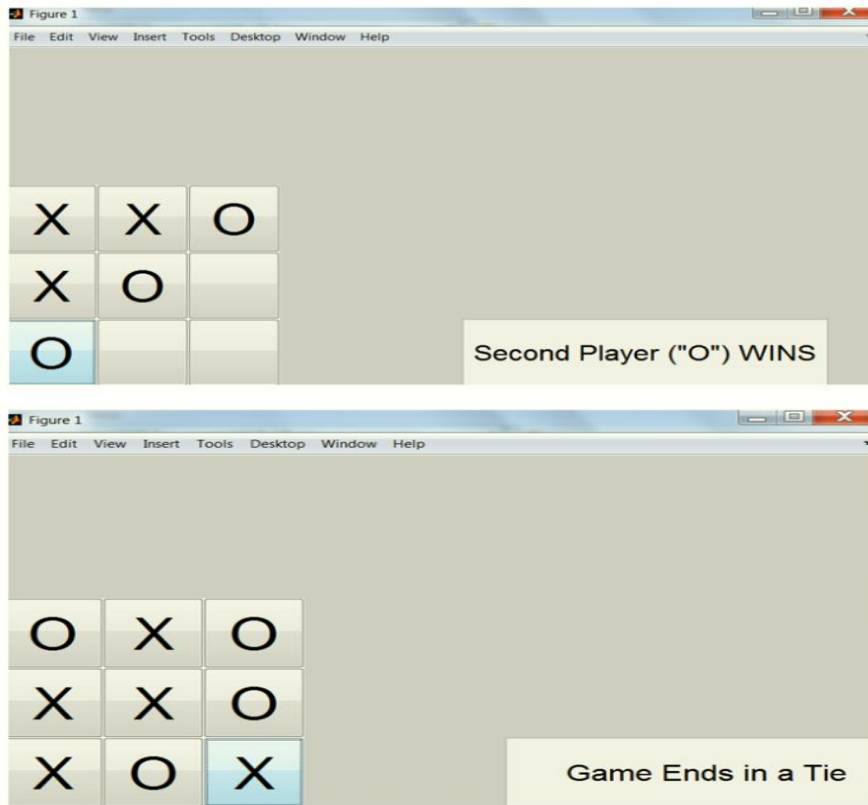 Figure 1
File Edit View Insert Tools Desktop Window Help
X X O
X O
O
Second Player ("O") WINS
Figure 1
File Edit View Insert Tools Desktop Window Help
O X O
X X O
X O X
Game Ends in a Tie